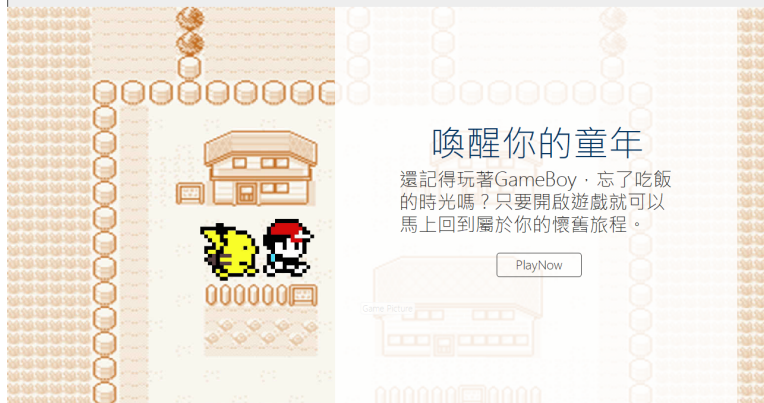 喚醒你的童年
還記得玩著GameBoy，忘了吃飯
的時光嗎？只要開啟遊戲就可以
馬上回到屬於你的懷舊旅程。
PlayNow
Game Picture